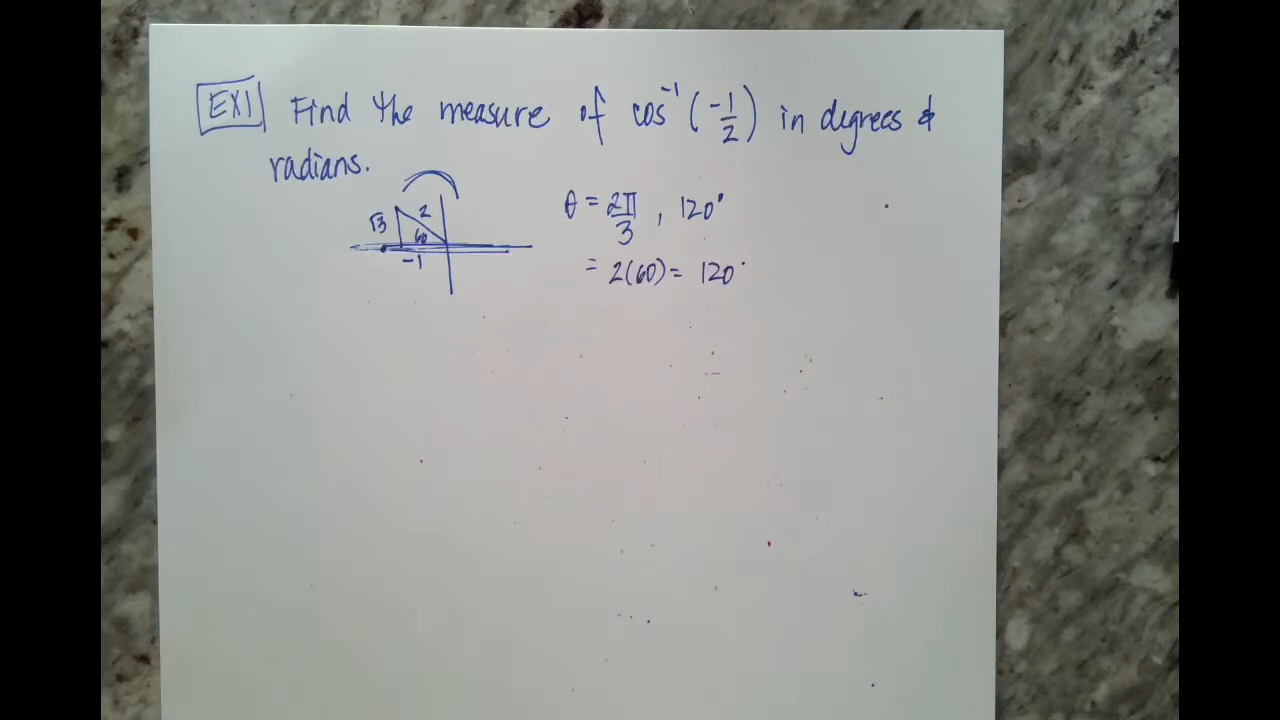 EX1 Find the measure of cos⁻¹(-1/2) in degrees &
radians.
√3 2 60 -1
θ = 2π/3 , 120°
= 2(60) = 120°